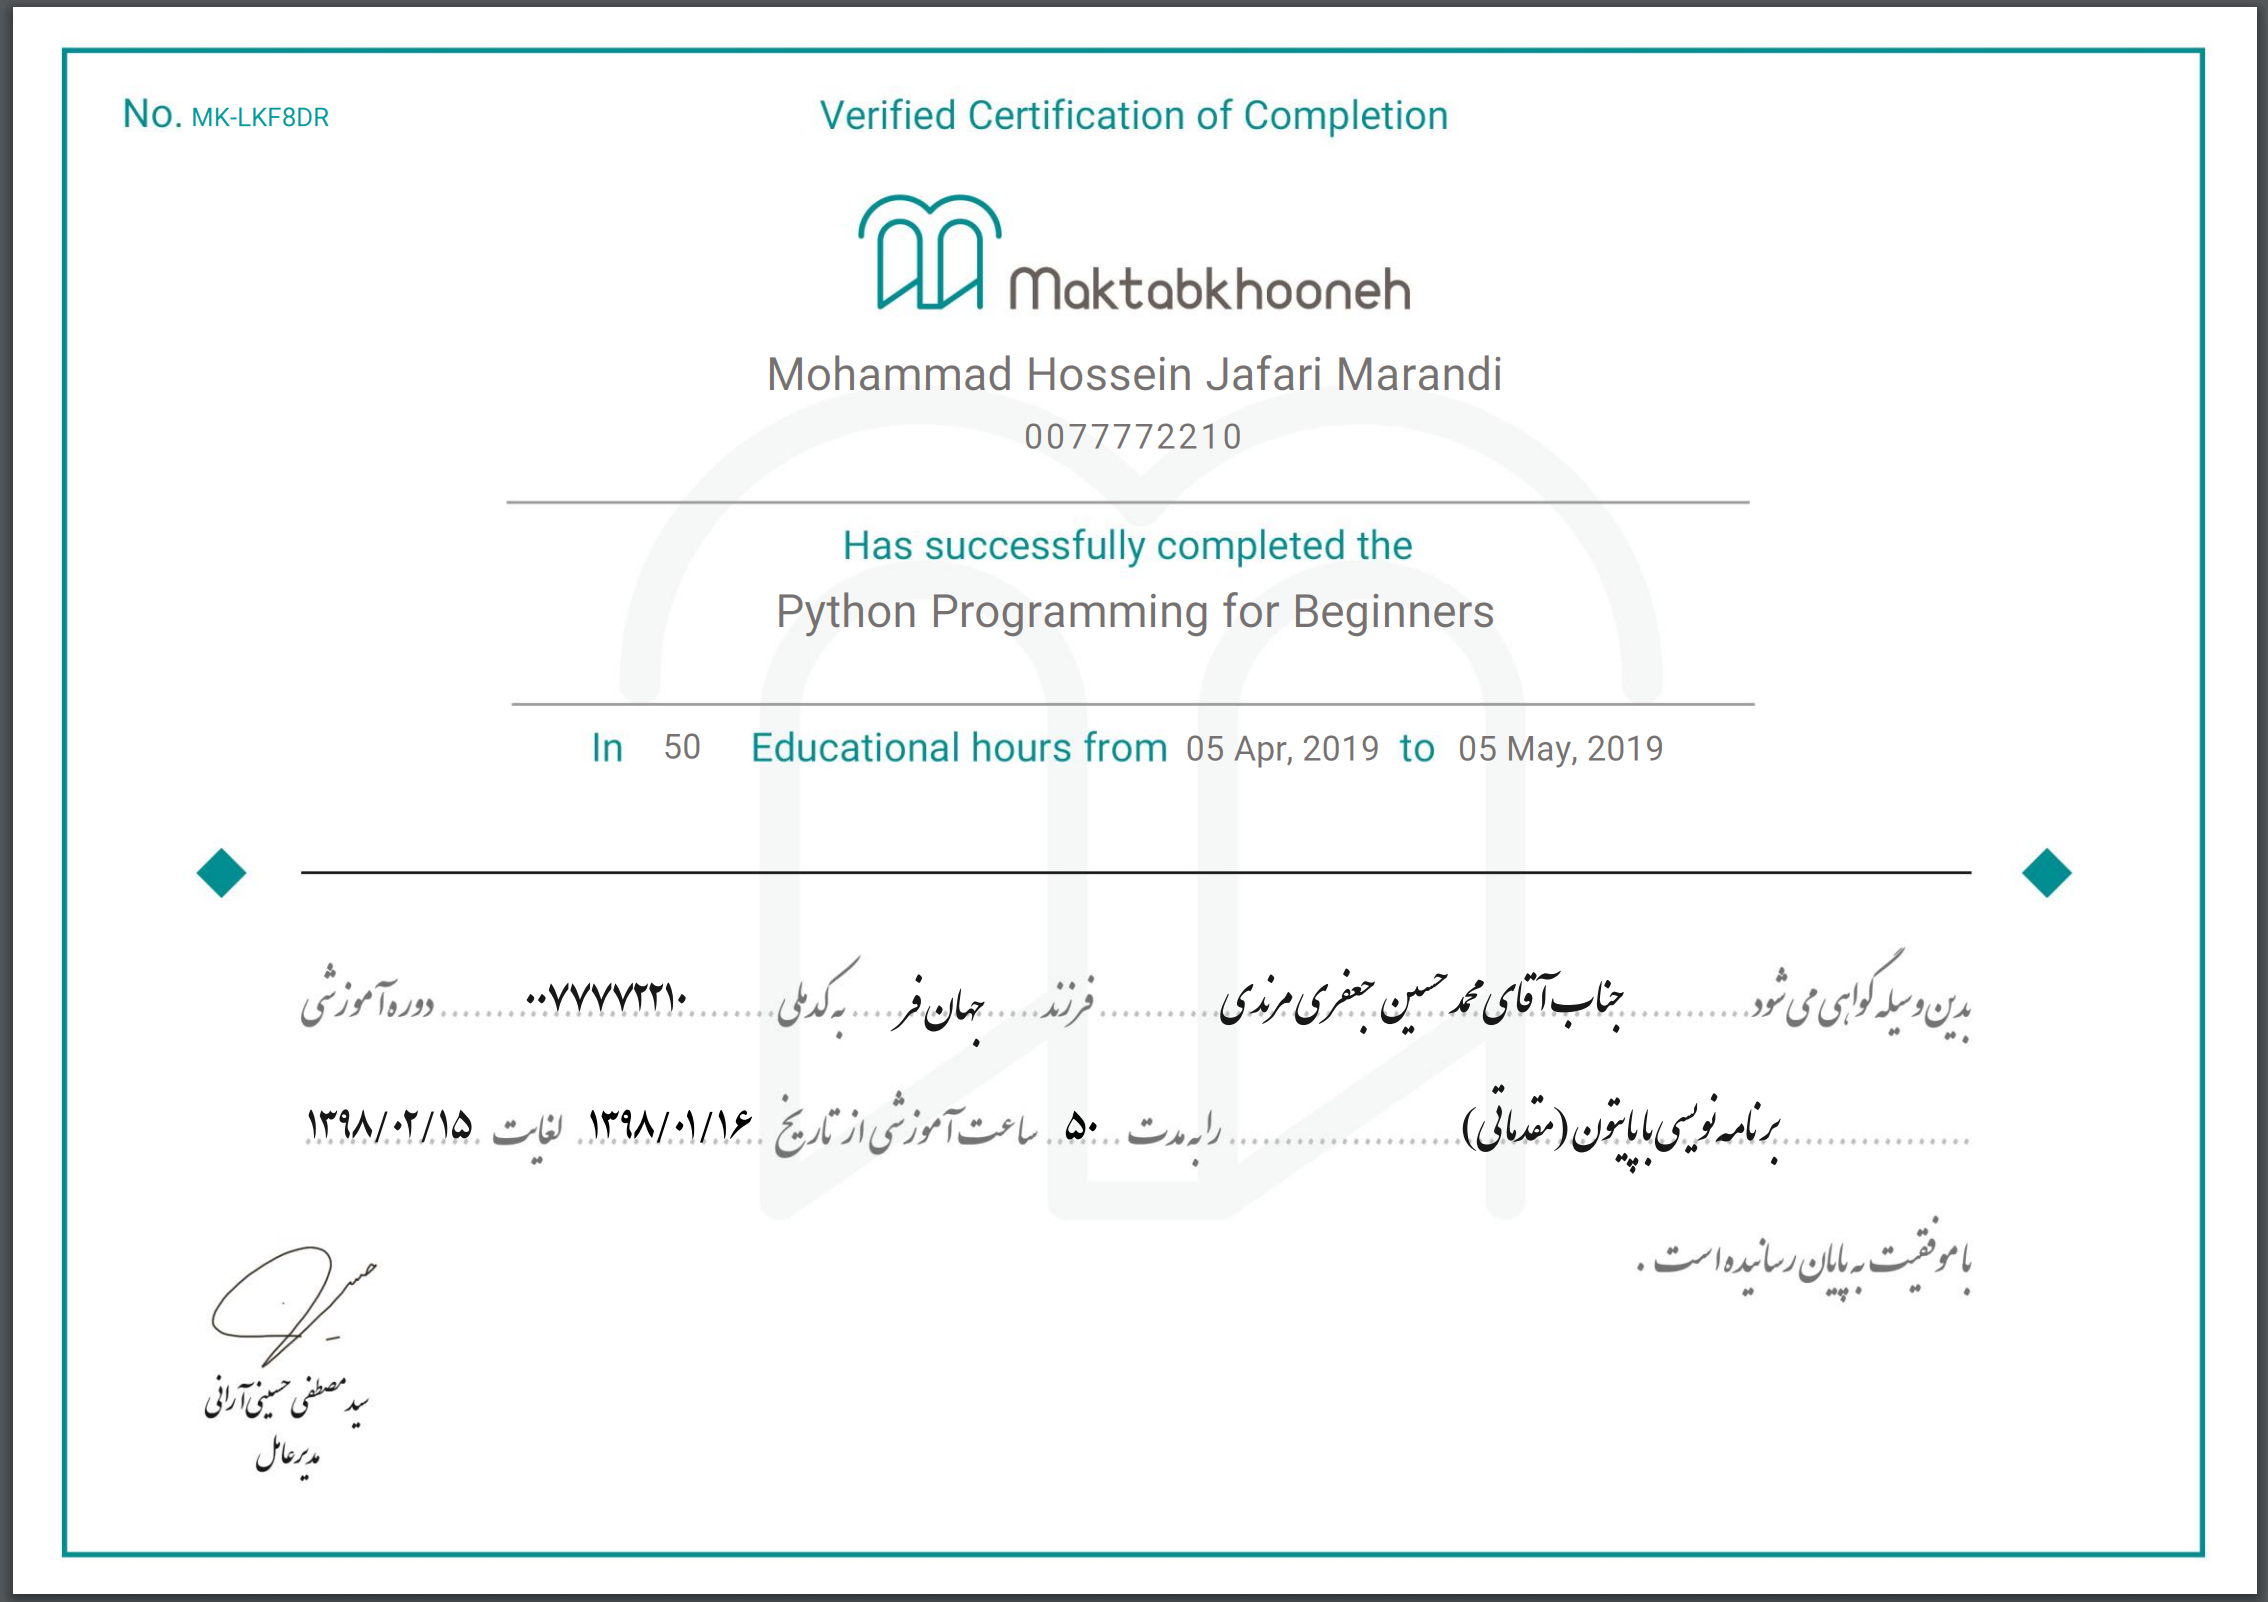 No. MK-LKF8DR
Verified Certification of Completion
Maktabkhooneh
Mohammad Hossein Jafari Marandi
0077772210
Has successfully completed the
Python Programming for Beginners
In 50 Educational hours from 05 Apr, 2019 to 05 May, 2019
بدین وسیله گواهی می شود جناب آقای محمد حسین جعفری مرندی فرزند جهان فر به کد ملی ۰۰۷۷۷۷۲۲۱۰ دوره آموزشی
برنامه نویسی با پایتون (مقدماتی) را به مدت ۵۰ ساعت آموزشی از تاریخ ۱۳۹۸/۰۱/۱۶ لغایت ۱۳۹۸/۰۲/۱۵
با موفقیت به پایان رسانیده است .
سید مصطفی حسینی آرانی
مدیر عامل